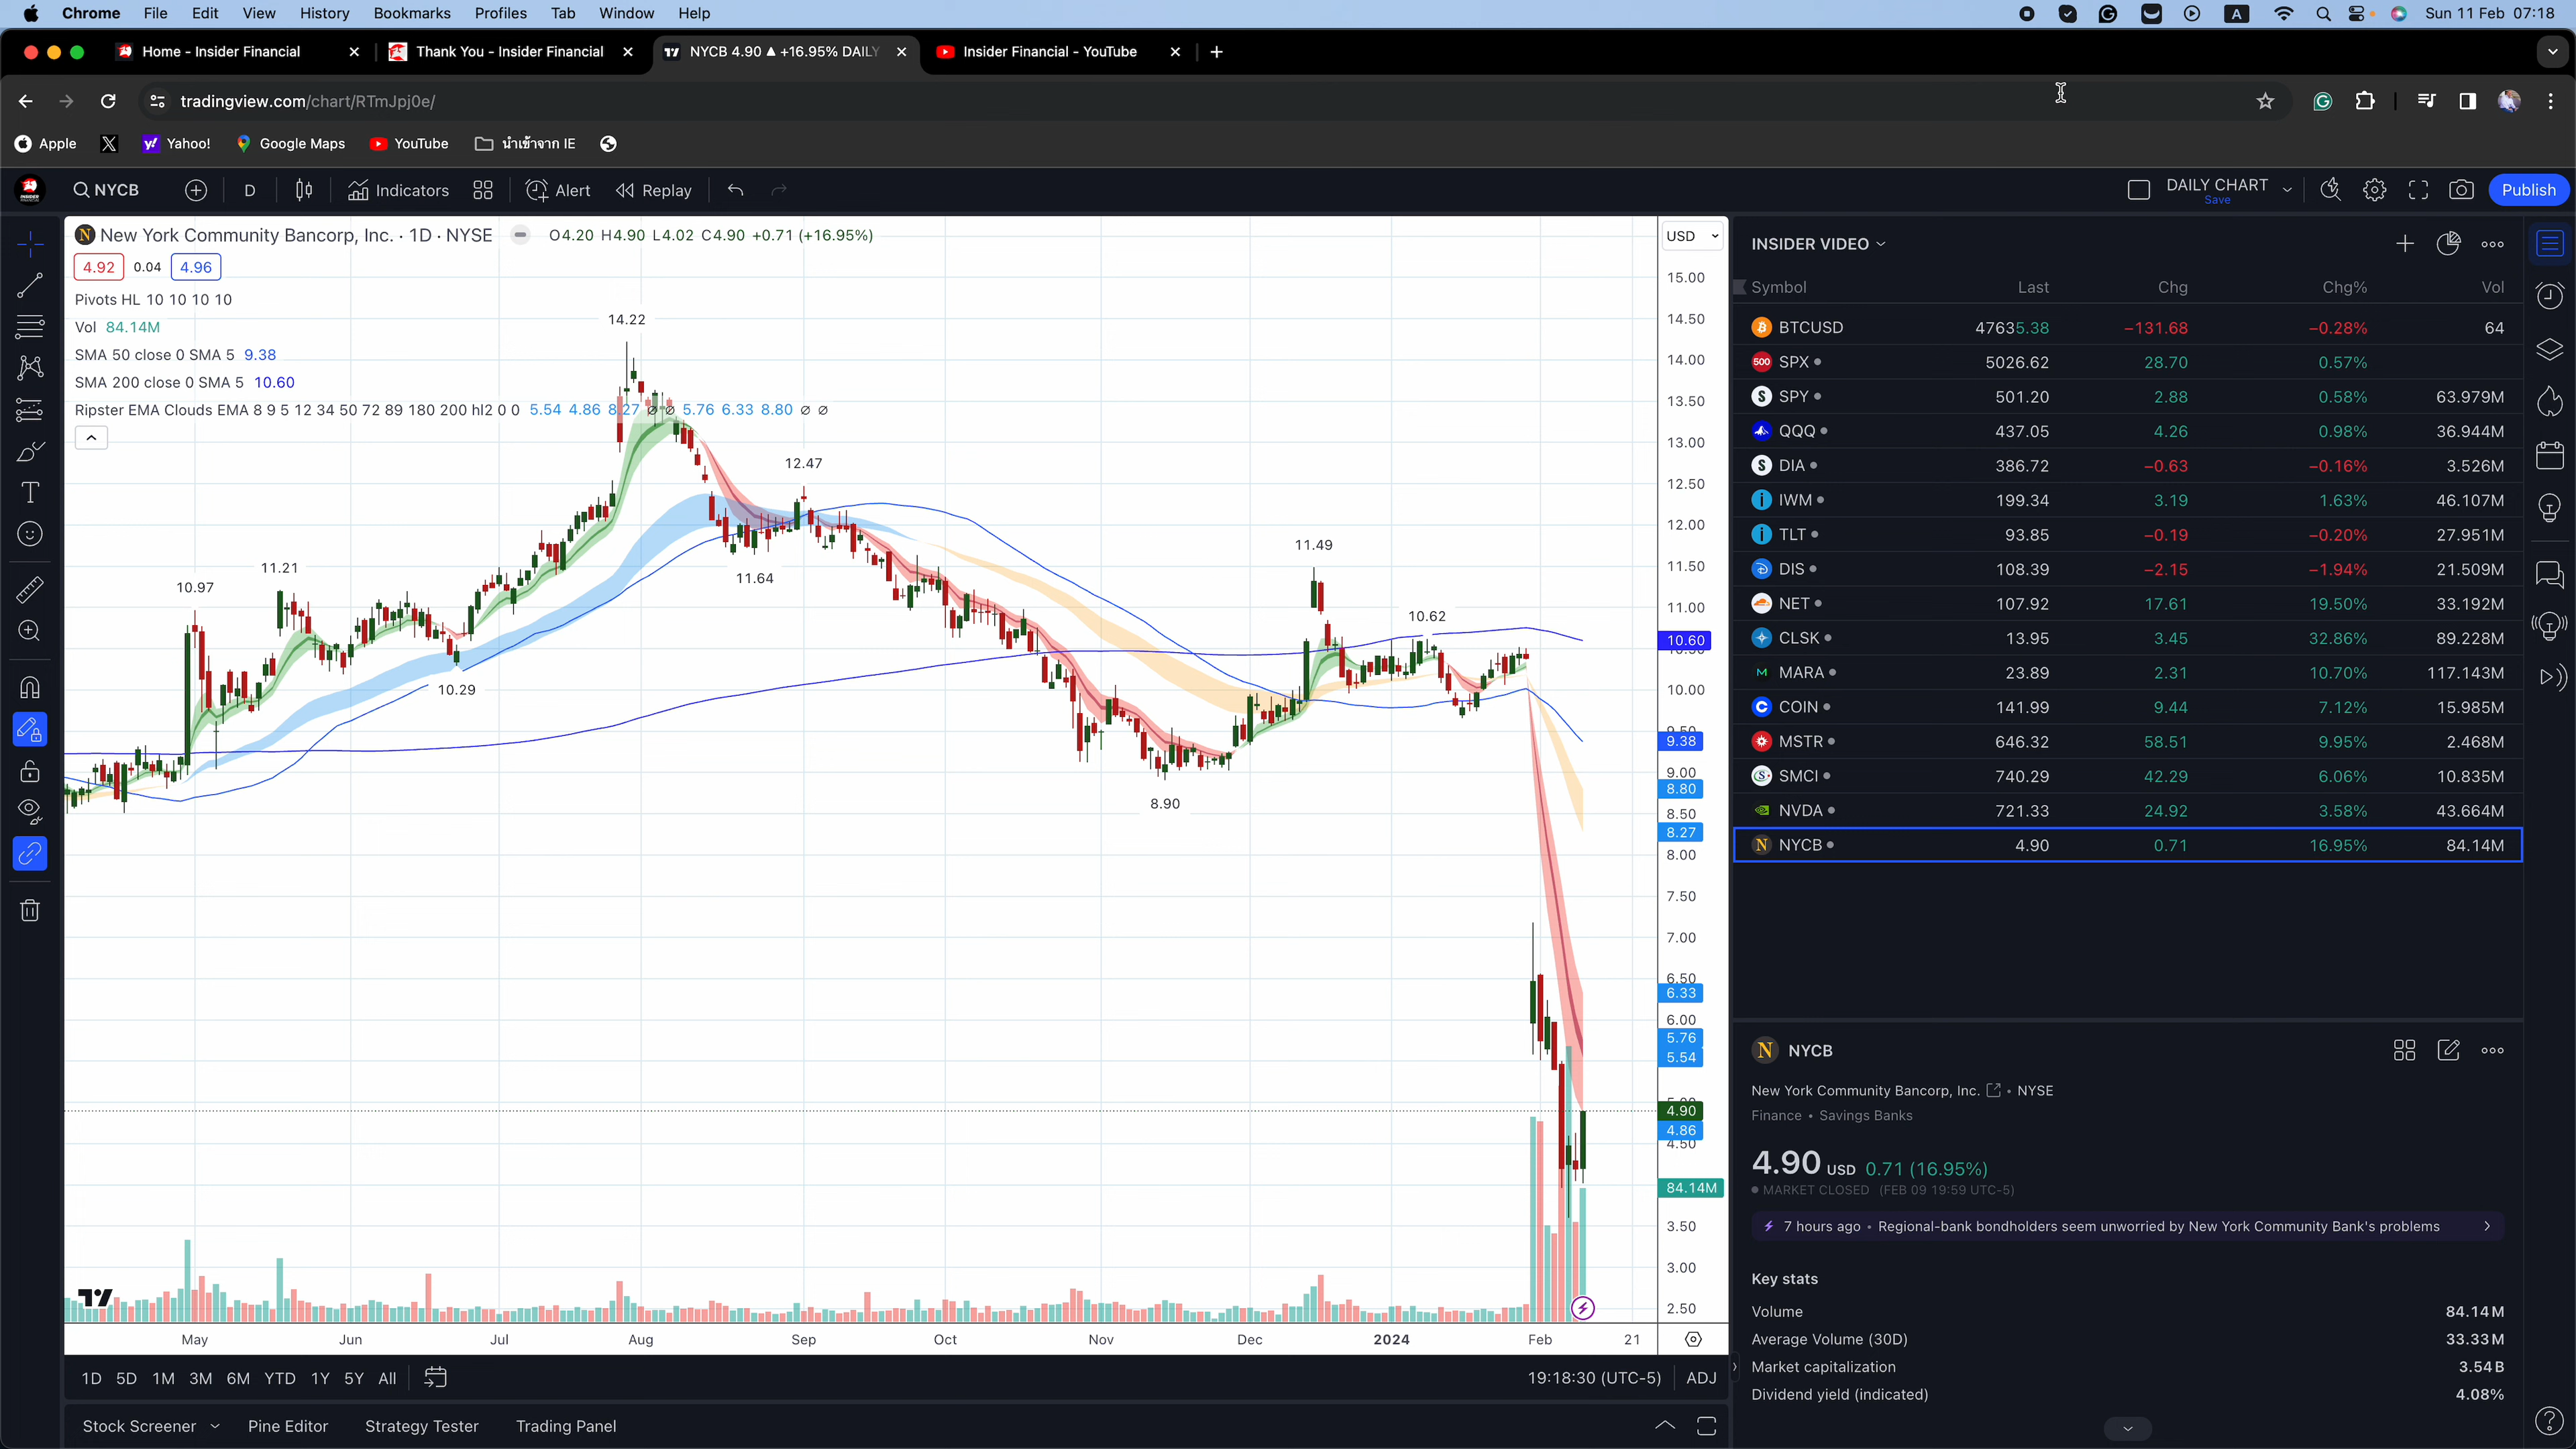 Chrome File Edit View History Bookmarks Profiles Tab Window Help A Sun 11 Feb 07:18
Home - Insider Financial Thank You - Insider Financial NYCB 4.90 ▲ +16.95% DAILY Insider Financial - YouTube
tradingview.com/chart/RTmJpj0e/
Apple Yahoo! Google Maps YouTube นำเข้าจาก IE
NYCB D Indicators Alert Replay DAILY CHART Save Publish
New York Community Bancorp, Inc. · 1D · NYSE O4.20 H4.90 L4.02 C4.90 +0.71 (+16.95%)
4.92 0.04 4.96
Pivots HL 10 10 10 10
Vol 84.14M
SMA 50 close 0 SMA 5 9.38
SMA 200 close 0 SMA 5 10.60
Ripster EMA Clouds EMA 8 9 5 12 34 50 72 89 180 200 hl2 0 0 5.54 4.86 8.27 ∅ ∅ 5.76 6.33 8.80 ∅ ∅
14.22
12.47
11.49
11.21
11.64
10.97
10.62
10.29
8.90
USD
15.00
14.50
14.00
13.50
13.00
12.50
12.00
11.50
11.00
10.60
10.00
9.38
9.00
8.80
8.50
8.27
8.00
7.50
7.00
6.50
6.33
6.00
5.76
5.54
4.90
4.86
4.50
84.14M
3.50
3.00
2.50
May Jun Jul Aug Sep Oct Nov Dec 2024 Feb 21
1D 5D 1M 3M 6M YTD 1Y 5Y All 19:18:30 (UTC-5) ADJ
Stock Screener Pine Editor Strategy Tester Trading Panel
INSIDER VIDEO
Symbol Last Chg Chg% Vol
BTCUSD 47635.38 −131.68 −0.28% 64
500 SPX 5026.62 28.70 0.57%
SPY 501.20 2.88 0.58% 63.979M
QQQ 437.05 4.26 0.98% 36.944M
DIA 386.72 −0.63 −0.16% 3.526M
IWM 199.34 3.19 1.63% 46.107M
TLT 93.85 −0.19 −0.20% 27.951M
DIS 108.39 −2.15 −1.94% 21.509M
NET 107.92 17.61 19.50% 33.192M
CLSK 13.95 3.45 32.86% 89.228M
MARA 23.89 2.31 10.70% 117.143M
COIN 141.99 9.44 7.12% 15.985M
MSTR 646.32 58.51 9.95% 2.468M
SMCI 740.29 42.29 6.06% 10.835M
NVDA 721.33 24.92 3.58% 43.664M
NYCB 4.90 0.71 16.95% 84.14M
N NYCB
New York Community Bancorp, Inc. • NYSE
Finance • Savings Banks
4.90 USD 0.71 (16.95%)
MARKET CLOSED (FEB 09 19:59 UTC-5)
7 hours ago • Regional-bank bondholders seem unworried by New York Community Bank's problems
Key stats
Volume 84.14M
Average Volume (30D) 33.33M
Market capitalization 3.54B
Dividend yield (indicated) 4.08%